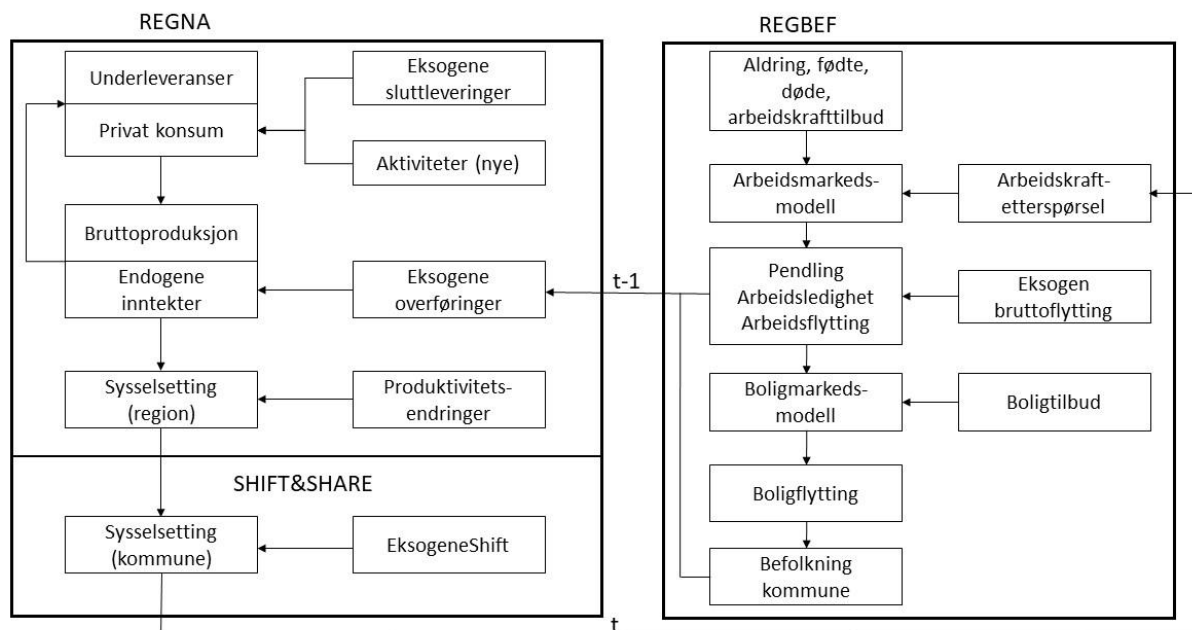 REGNA
Underleveranser
Privat konsum
Eksogene
sluttleveringer
Aktiviteter (nye)
Bruttoproduksjon
Endogene
inntekter
Eksogene
overføringer
Sysselsetting
(region)
Produktivitets-
endringer
SHIFT&SHARE
Sysselsetting
(kommune)
EksogeneShift
t-1
t
REGBEF
Aldring, fødte,
døde,
arbeidskrafttilbud
Arbeidsmarkeds-
modell
Arbeidskraft-
etterspørsel
Pendling
Arbeidsledighet
Arbeidsflytting
Eksogen
bruttoflytting
Boligmarkeds-
modell
Boligtilbud
Boligflytting
Befolkning
kommune